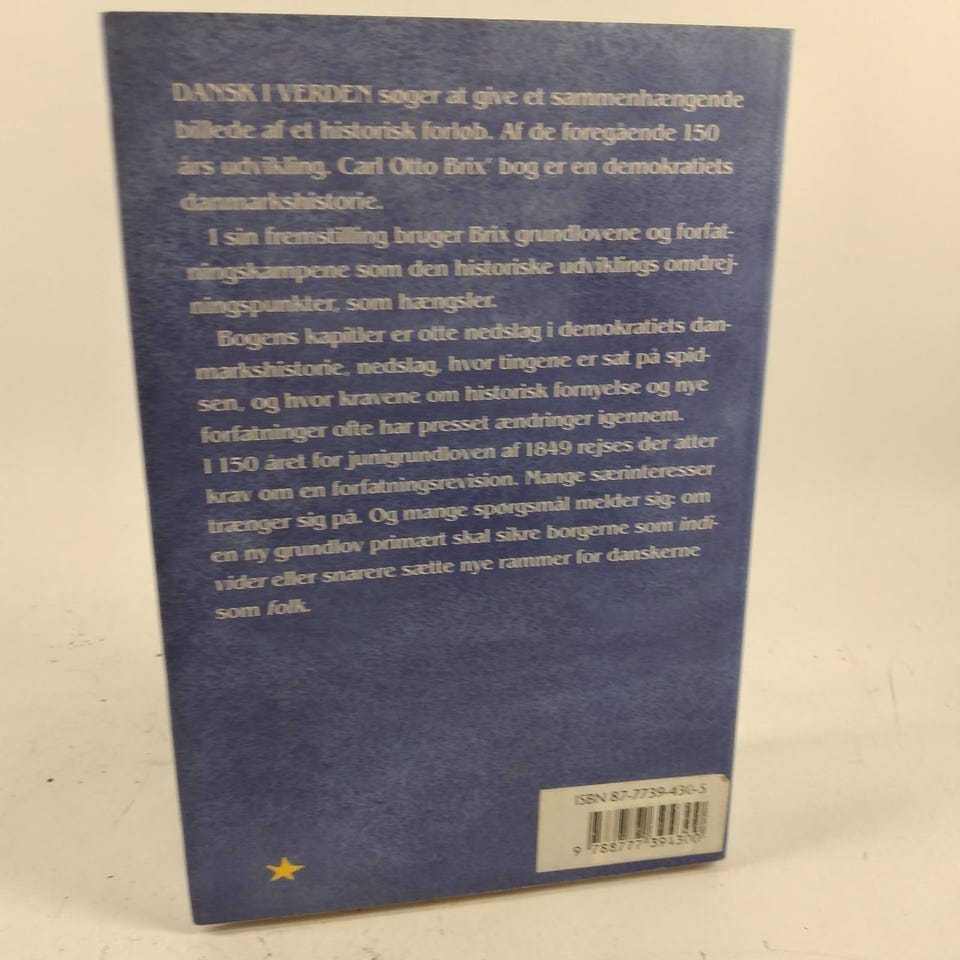 DANSK I VERDEN søger at give et sammenhængende
billede af et historisk forløb. Af de foregående 150
års udvikling. Carl Otto Brix' bog er en demokratiets
danmarkshistorie.
I sin fremstilling bruger Brix grundlovene og forfat-
ningskampene som den historiske udviklings omdrej-
ningspunkter, som hængsler.
Bogens kapitler er otte nedslag i demokratiets dan-
markshistorie, nedslag, hvor tingene er sat på spid-
sen, og hvor kravene om historisk fornyelse og nye
forfatninger ofte har presset ændringer igennem.
I 150 året for junigrundloven af 1849 rejses der atter
krav om en forfatningsrevision. Mange særinteresser
trænger sig på. Og mange spørgsmål melder sig: om
en ny grundlov primært skal sikre borgerne som indi-
vider eller snarere sætte nye rammer for danskerne
som folk.
ISBN 87-7739-430-5
9 788777 394300